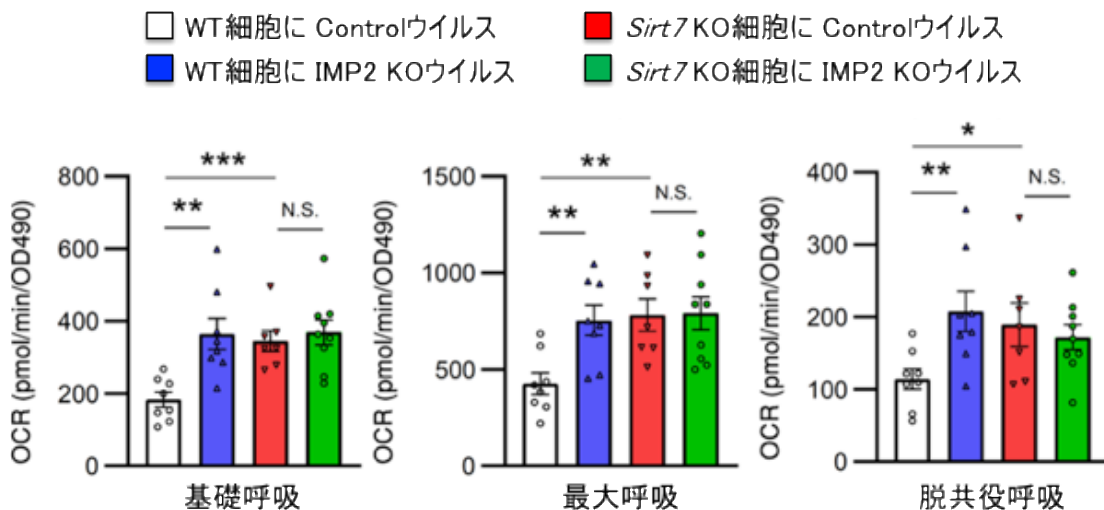 WT細胞に Controlウイルス
Sirt7 KO細胞に Controlウイルス
WT細胞に IMP2 KOウイルス
Sirt7 KO細胞に IMP2 KOウイルス
OCR (pmol/min/OD490)
800
600
400
200
0
***
**
N.S.
基礎呼吸
OCR (pmol/min/OD490)
1500
1000
500
0
**
**
N.S.
最大呼吸
OCR (pmol/min/OD490)
400
300
200
100
0
*
**
N.S.
脱共役呼吸